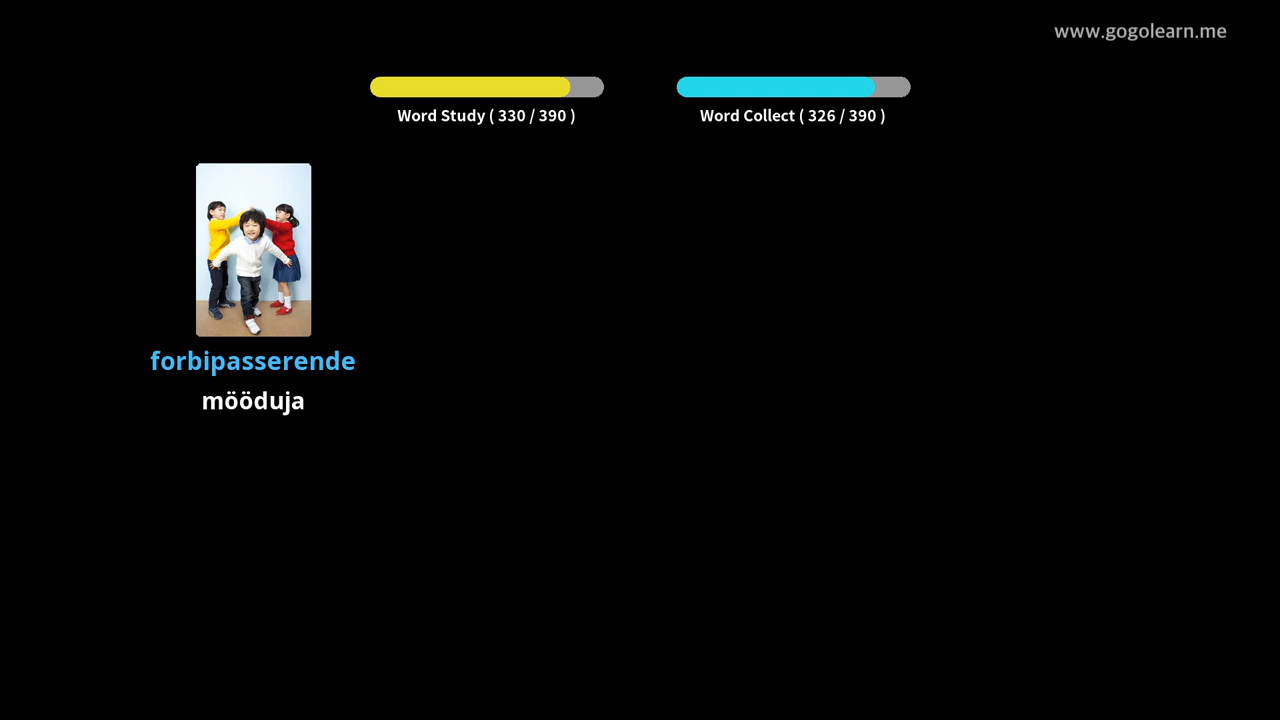 www.gogolearn.me
Word Study ( 330 / 390 )
Word Collect ( 326 / 390 )
forbipasserende
mööduja